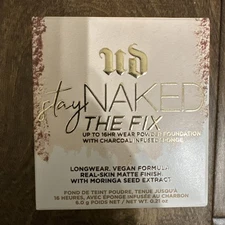 UD
stay NAKED
THE FIX
UP TO 16HR WEAR POWDER FOUNDATION
WITH CHARCOAL INFUSED SPONGE
LONGWEAR. VEGAN FORMULA.
REAL-SKIN MATTE FINISH
WITH MORINGA SEED EXTRACT
FOND DE TEINT POUDRE, TENUE JUSQU'À
16 HEURES, AVEC ÉPONGE INFUSÉE AU CHARBON
6.0 g POIDS NET / NET WT. 0.21 oz